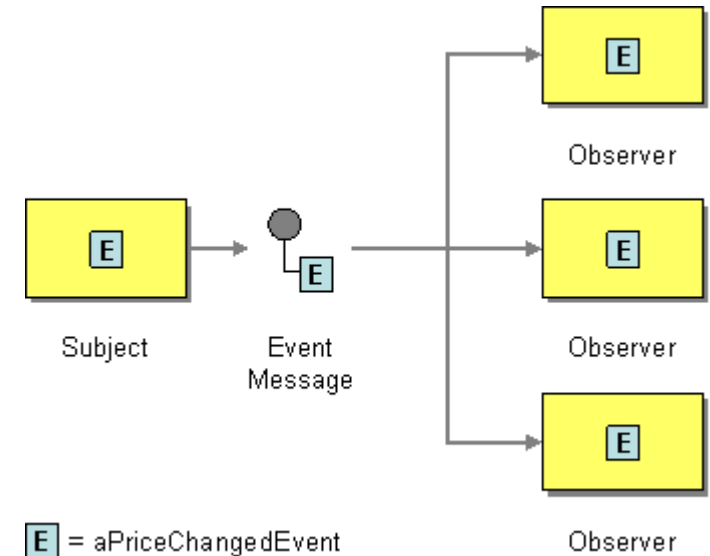 E
Observer
E
E
E
Subject
Event
Message
Observer
E
E = aPriceChangedEvent
Observer